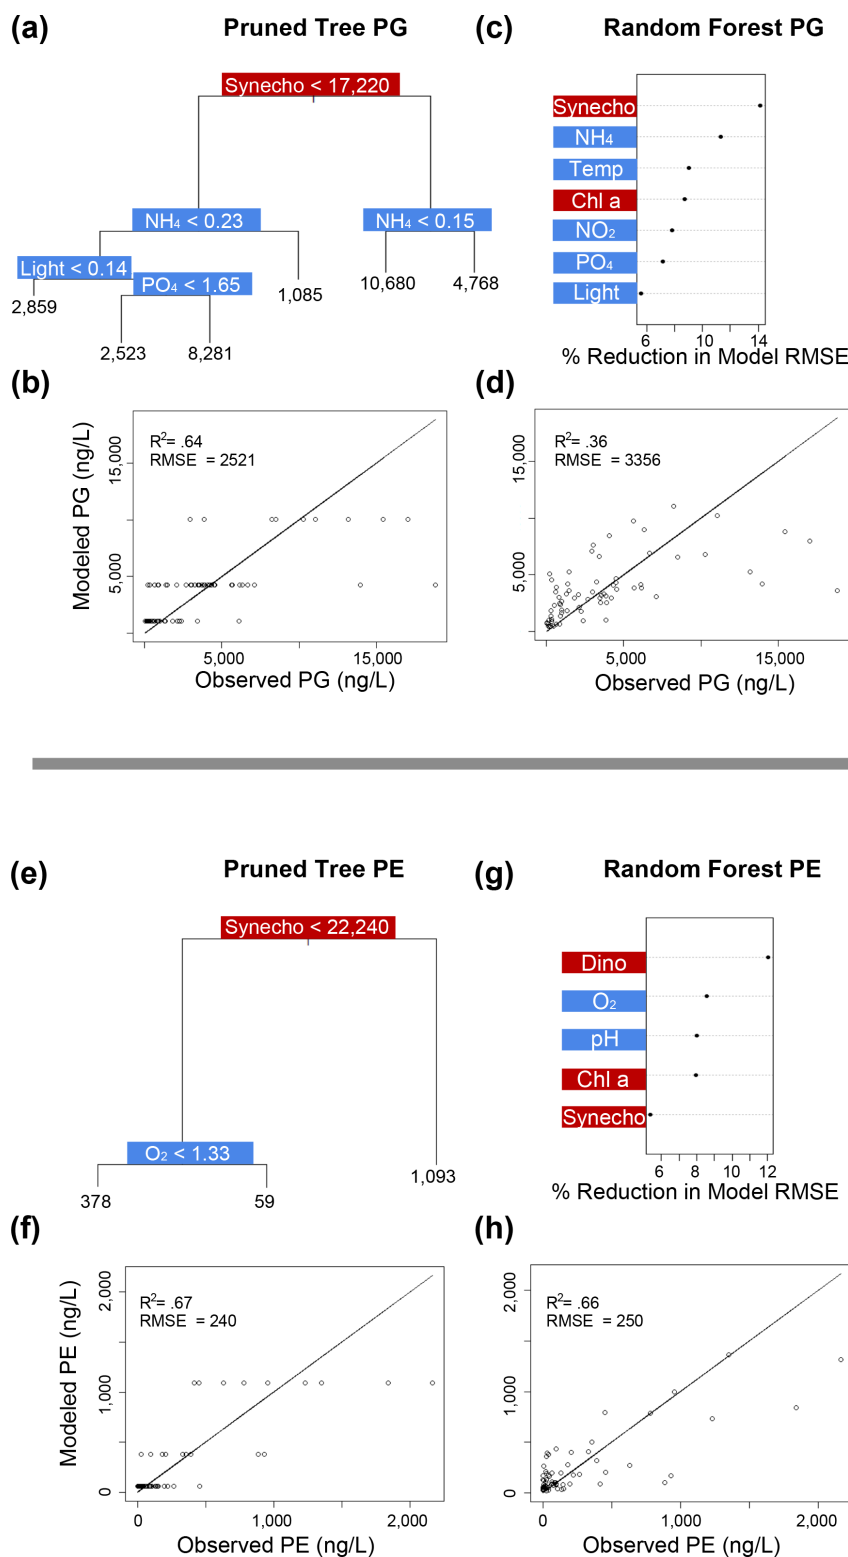 (a)
Pruned Tree PG
Synecho < 17,220
NH4 < 0.23
NH4 < 0.15
Light < 0.14
PO4 < 1.65
2,859
1,085
10,680
4,768
2,523
8,281
(c)
Random Forest PG
Synecho
NH4
Temp
Chl a
NO2
PO4
Light
6 8 11 14
% Reduction in Model RMSE
(b)
R2= .64
RMSE = 2521
Modeled PG (ng/L)
15,000
5,000
5,000
15,000
Observed PG (ng/L)
(d)
R2= .36
RMSE = 3356
15,000
5,000
5,000
15,000
Observed PG (ng/L)
(e)
Pruned Tree PE
Synecho < 22,240
O2 < 1.33
378
59
1,093
(g)
Random Forest PE
Dino
O2
pH
Chl a
Synecho
6 8 10 12
% Reduction in Model RMSE
(f)
R2= .67
RMSE = 240
Modeled PE (ng/L)
2,000
1,000
0
0
1,000
2,000
Observed PE (ng/L)
(h)
R2= .66
RMSE = 250
2,000
1,000
0
0
1,000
2,000
Observed PE (ng/L)